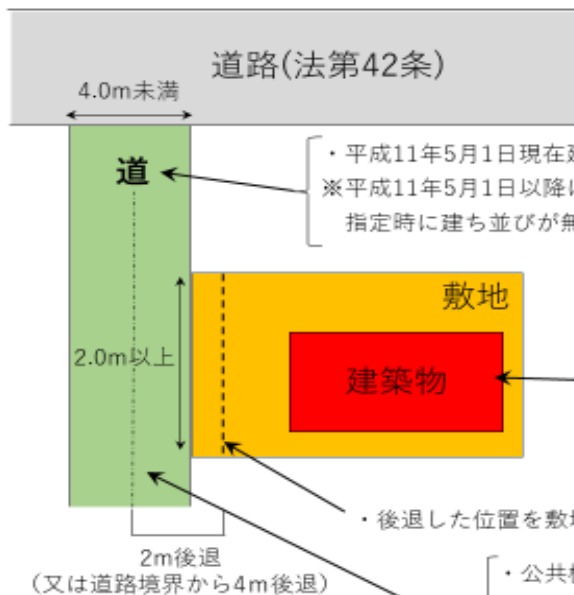 道路(法第42条)
4.0m未満
道
・平成11年5月1日現在
※平成11年5月1日以降
指定時に建ち並びが
敷地
2.0m以上
建築物
・後退した位置を敷
2m後退
(又は道路境界から4m後退)
・公共